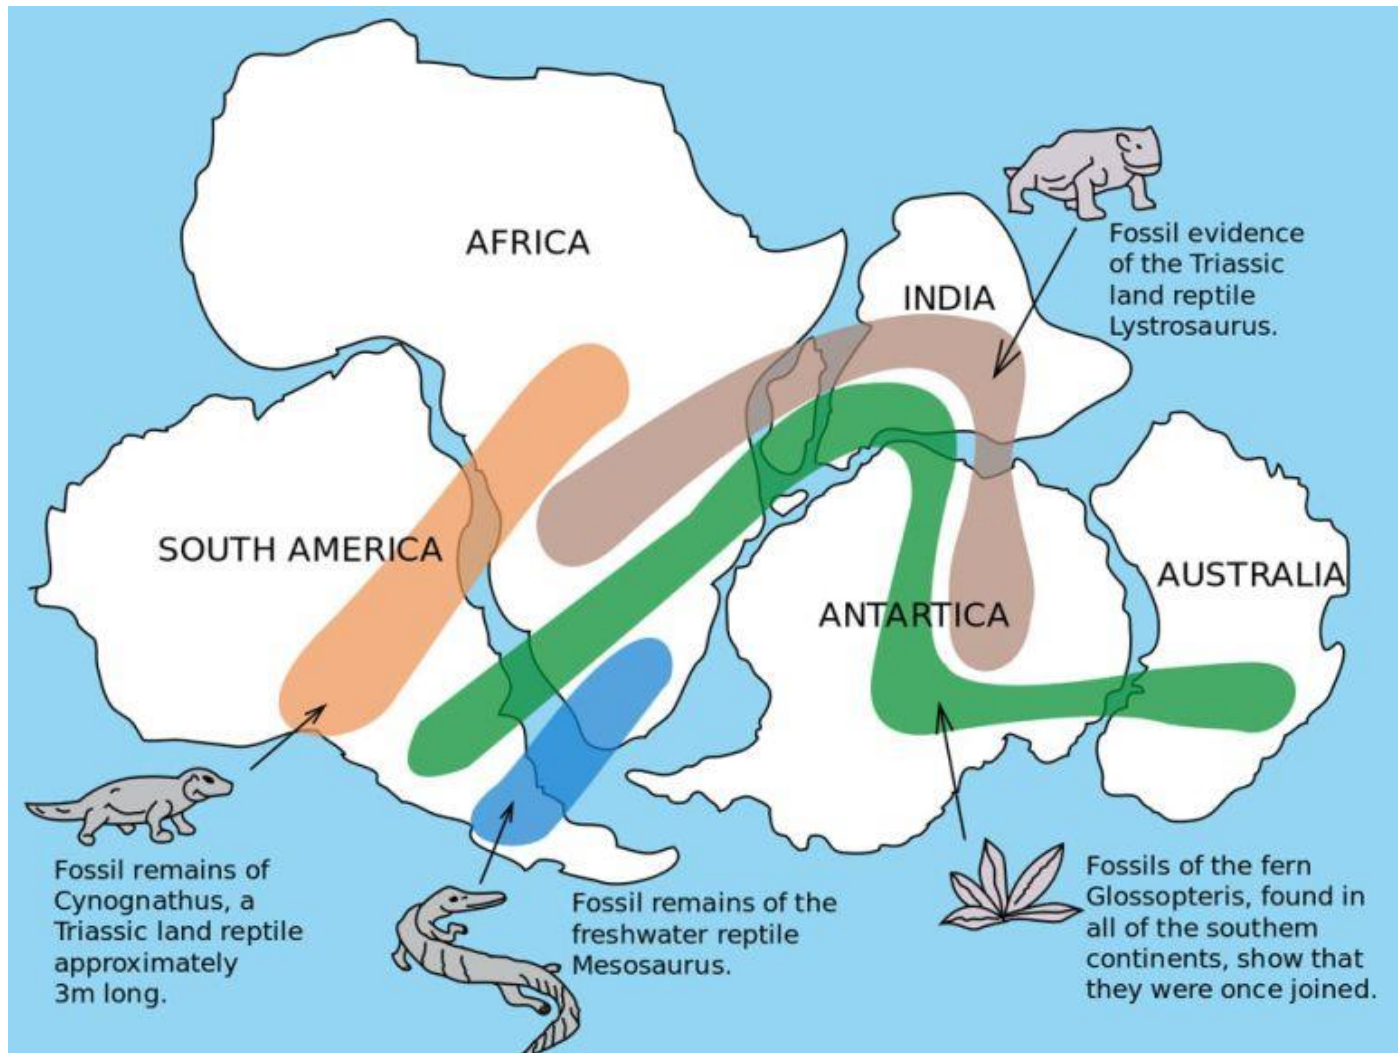 AFRICA
INDIA
Fossil evidence
of the Triassic
land reptile
Lystrosaurus.
SOUTH AMERICA
ANTARTICA
AUSTRALIA
Fossil remains of
Cynognathus, a
Triassic land reptile
approximately
3m long.
Fossil remains of the
freshwater reptile
Mesosaurus.
Fossils of the fern
Glossopteris, found in
all of the southem
continents, show that
they were once joined.